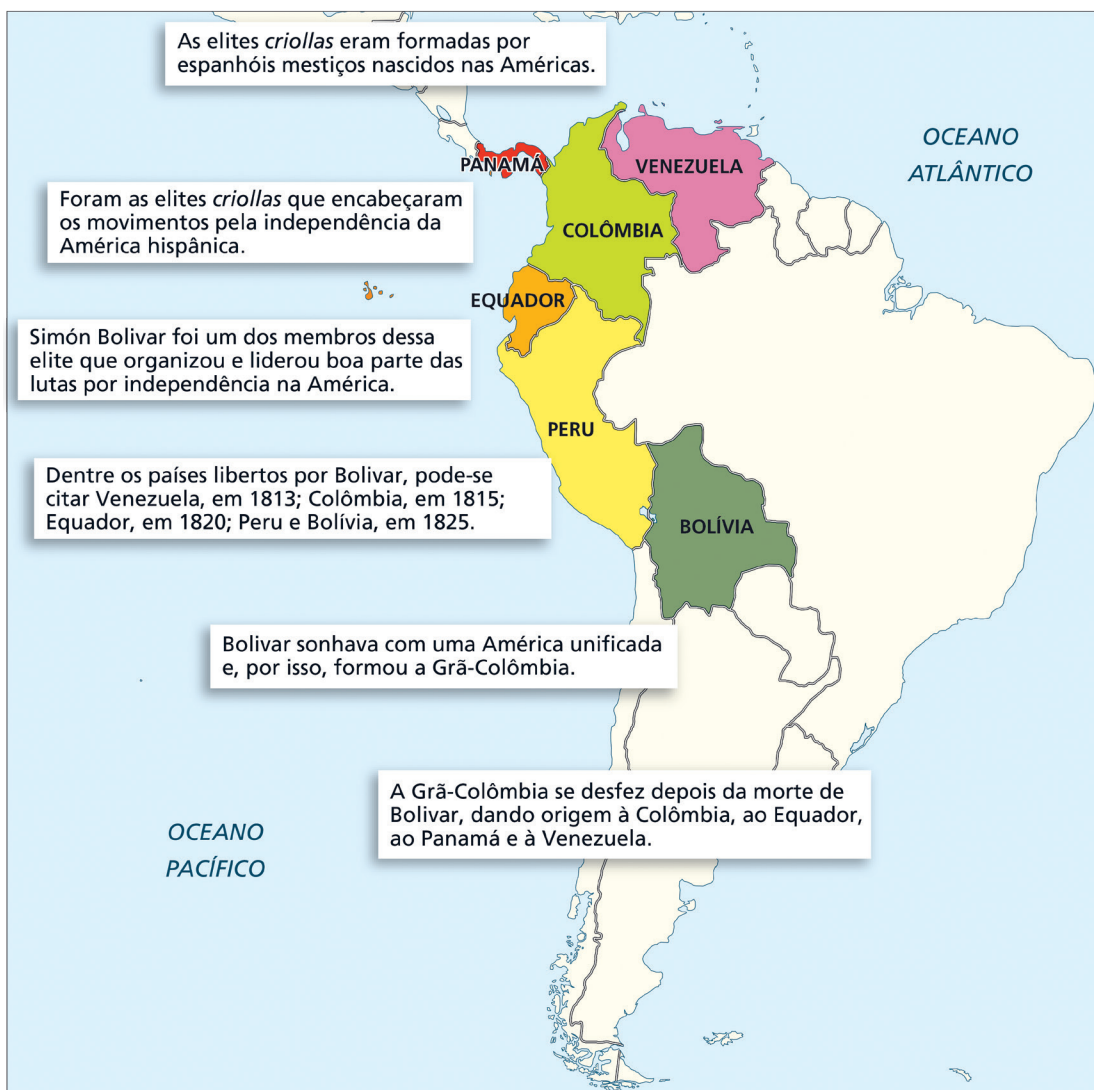 As elites criollas eram formadas por
espanhóis mestiços nascidos nas Américas.
OCEANO
ATLÂNTICO
PANAMÁ
VENEZUELA
Foram as elites criollas que encabeçaram
os movimentos pela independência da
América hispânica.
COLÔMBIA
EQUADOR
Simón Bolivar foi um dos membros dessa
elite que organizou e liderou boa parte das
lutas por independência na América.
PERU
Dentre os países libertos por Bolivar, pode-se
citar Venezuela, em 1813; Colômbia, em 1815;
Equador, em 1820; Peru e Bolívia, em 1825.
BOLÍVIA
Bolivar sonhava com uma América unificada
e, por isso, formou a Grã-Colômbia.
A Grã-Colômbia se desfez depois da morte de
Bolivar, dando origem à Colômbia, ao Equador,
ao Panamá e à Venezuela.
OCEANO
PACÍFICO